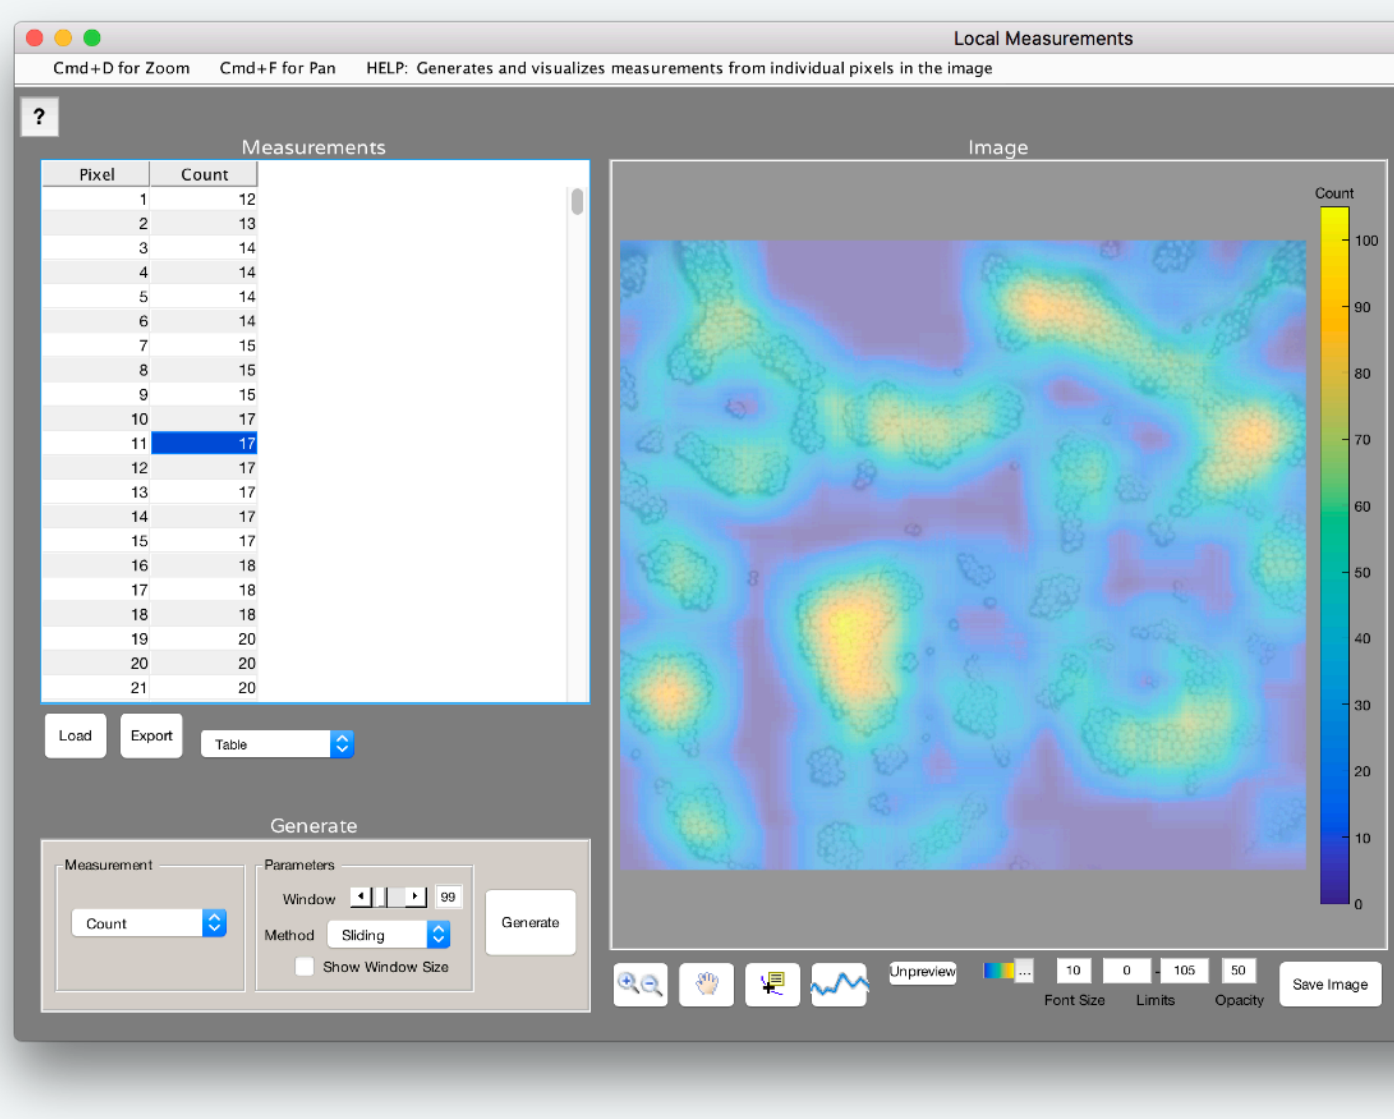 Local Measurements
Cmd+D for Zoom Cmd+F for Pan HELP: Generates and visualizes measurements from individual pixels in the image
?
Measurements
Pixel Count
1 12
2 13
3 14
4 14
5 14
6 14
7 15
8 15
9 15
10 17
11 17
12 17
13 17
14 17
15 17
16 18
17 18
18 18
19 20
20 20
21 20
Load Export Table
Generate
Measurement
Count
Parameters
Window 99
Method Sliding
Show Window Size
Generate
Image
Count
100
90
80
70
60
50
40
30
20
10
0
Unpreview ... 10 0 - 105 50 Save Image
Font Size Limits Opacity